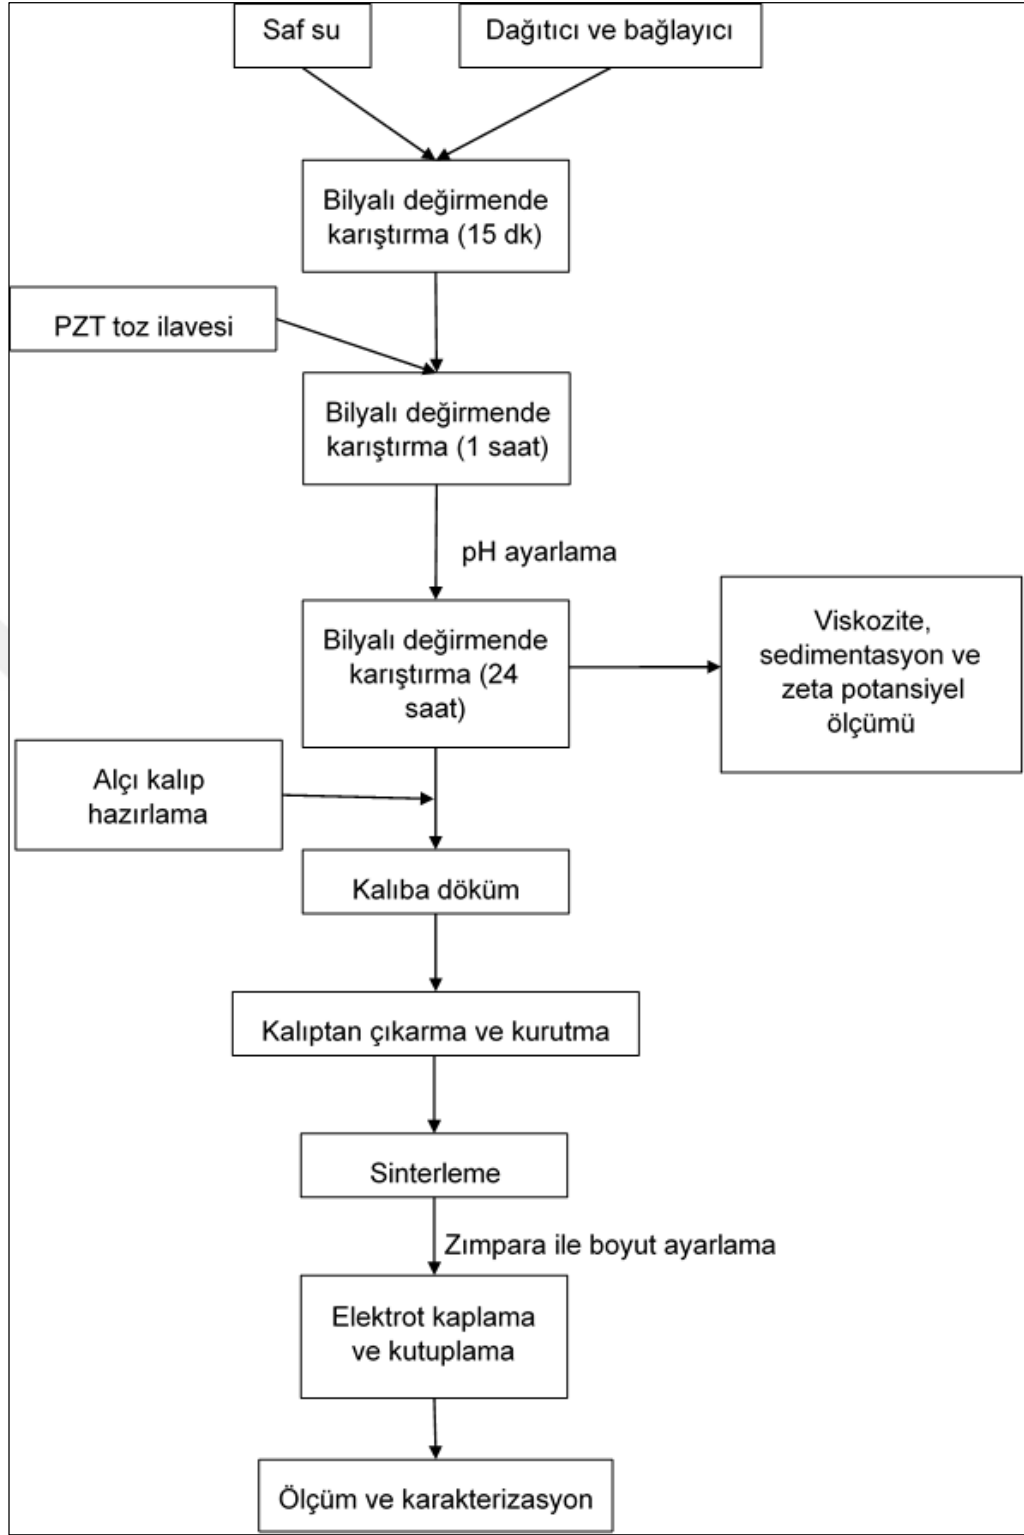 Saf su
Dağıtıcı ve bağlayıcı
Bilyalı değirmende
karıştırma (15 dk)
PZT toz ilavesi
Bilyalı değirmende
karıştırma (1 saat)
pH ayarlama
Bilyalı değirmende
karıştırma (24
saat)
Viskozite,
sedimentasyon ve
zeta potansiyel
ölçümü
Alçı kalıp
hazırlama
Kalıba döküm
Kalıptan çıkarma ve kurutma
Sinterleme
Zımpara ile boyut ayarlama
Elektrot kaplama
ve kutuplama
Ölçüm ve karakterizasyon